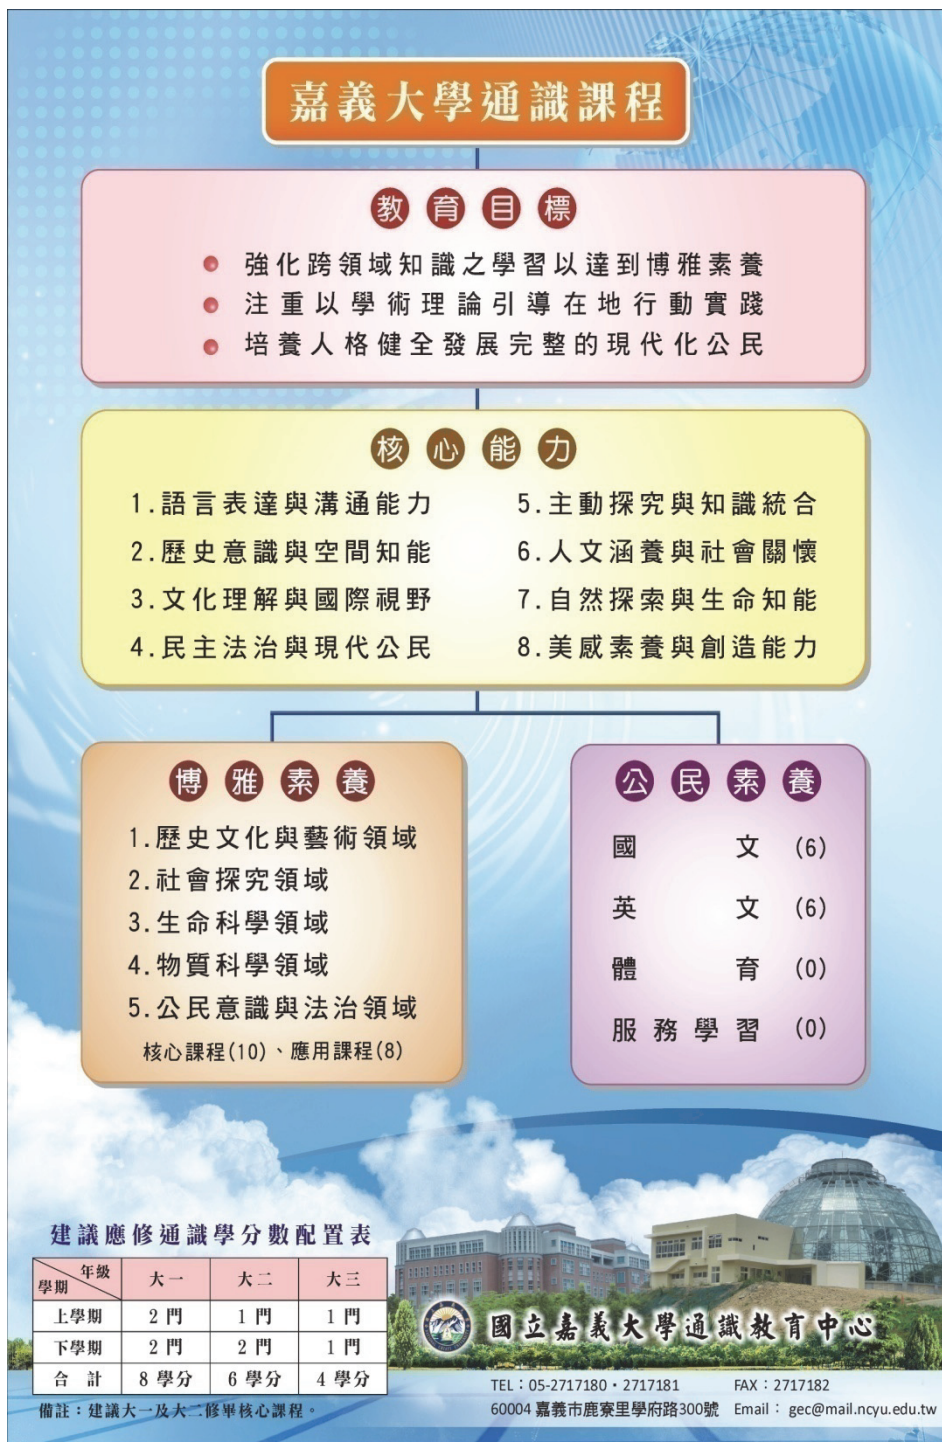 嘉義大學通識課程
教育目標
強化跨領域知識之學習以達到博雅素養
注重以學術理論引導在地行動實踐
培養人格健全發展完整的現代化公民
核心能力
1.語言表達與溝通能力
2.歷史意識與空間知能
3.文化理解與國際視野
4.民主法治與現代公民
5.主動探究與知識統合
6.人文涵養與社會關懷
7.自然探索與生命知能
8.美感素養與創造能力
博雅素養
1.歷史文化與藝術領域
2.社會探究領域
3.生命科學領域
4.物質科學領域
5.公民意識與法治領域
核心課程(10)、應用課程(8)
公民素養
國文 (6)
英文 (6)
體育 (0)
服務學習 (0)
建議應修通識學分數配置表
年級 學期 大一 大二 大三
上學期 2 門 1 門 1 門
下學期 2 門 2 門 1 門
合計 8 學分 6 學分 4 學分
備註：建議大一及大二修畢核心課程。
國立嘉義大學通識教育中心
TEL：05-2717180・2717181 FAX：2717182
60004 嘉義市鹿寮里學府路300號 Email： gec@mail.ncyu.edu.tw